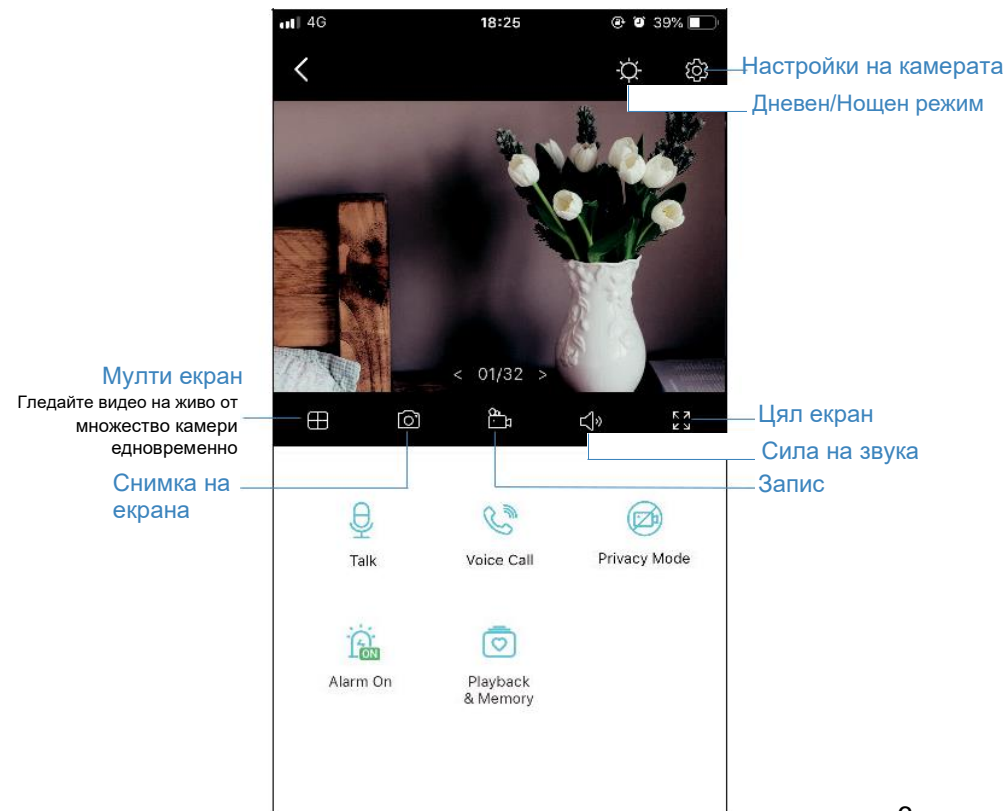 4G 18:25 39%
Настройки на камерата
Дневен/Нощен режим
< 01/32 >
Мулти екран
Гледайте видео на живо от
множество камери
едновременно
Цял екран
Сила на звука
Снимка на
екрана
Запис
Talk Voice Call Privacy Mode
ON
Alarm On Playback
& Memory